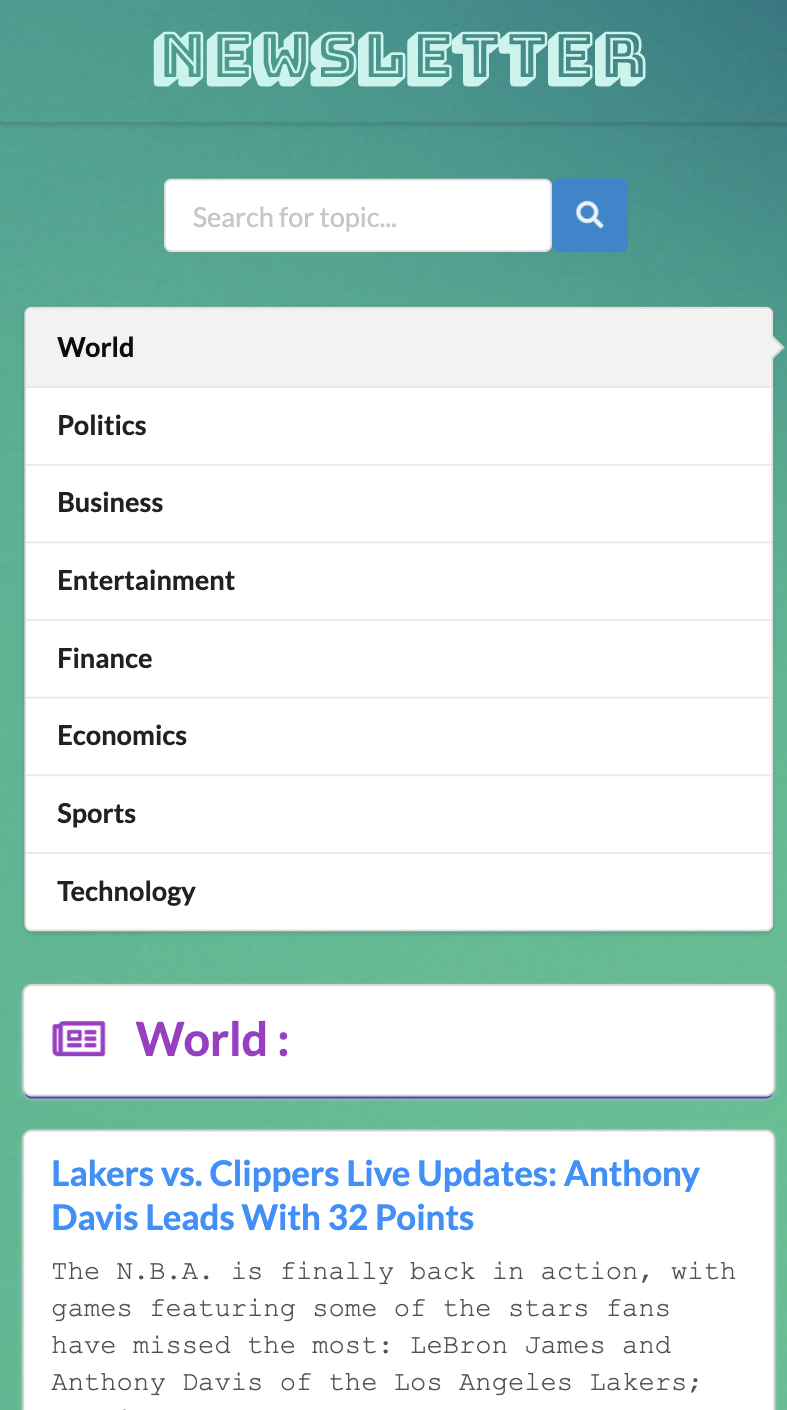 NEWSLETTER
Search for topic...
World
Politics
Business
Entertainment
Finance
Economics
Sports
Technology
World :
Lakers vs. Clippers Live Updates: Anthony
Davis Leads With 32 Points
The N.B.A. is finally back in action, with
games featuring some of the stars fans
have missed the most: LeBron James and
Anthony Davis of the Los Angeles Lakers;